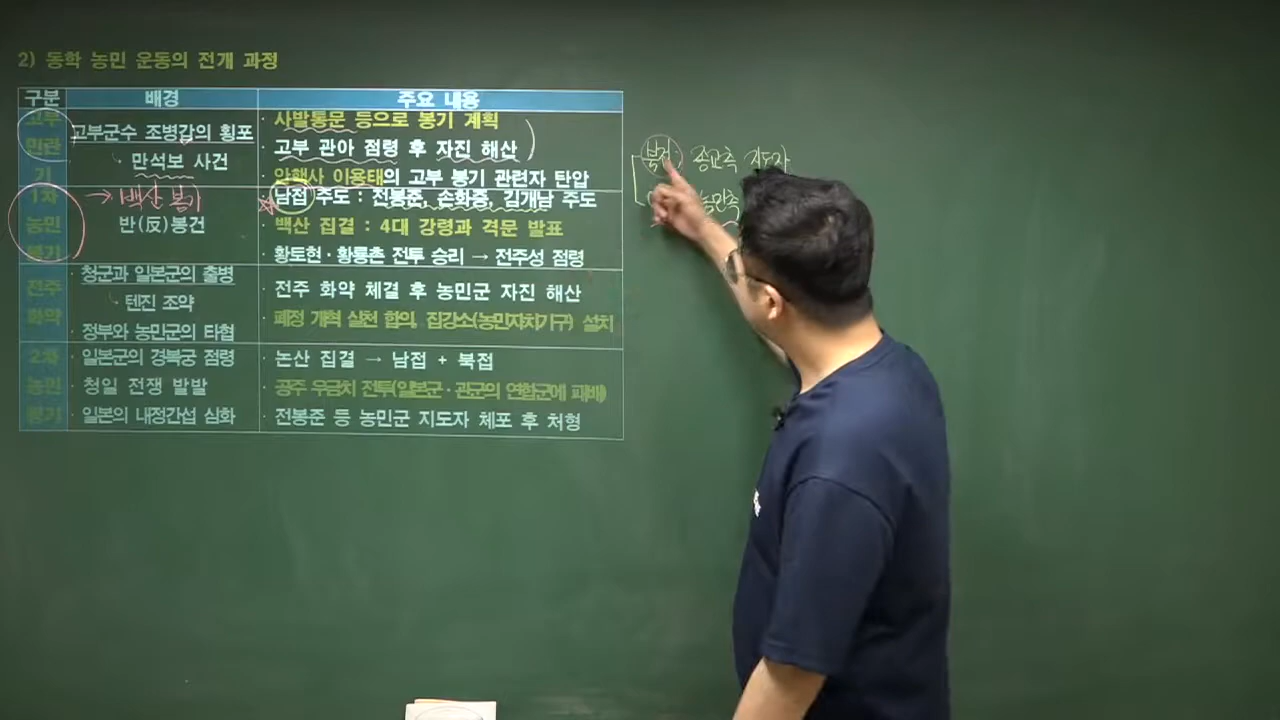 2) 동학 농민 운동의 전개 과정
구분 배경 주요 내용
고부 민란기
고부군수 조병갑의 횡포
만석보 사건
· 사발통문 등으로 봉기 계획
· 고부 관아 점령 후 자진 해산
· 안핵사 이용태의 고부 봉기 관련자 탄압
1차 농민 봉기
→ 백산 봉기
반(反)봉건
남접 주도 : 전봉준, 손화중, 김개남 주도
· 백산 집결 : 4대 강령과 격문 발표
· 황토현·황룡촌 전투 승리 → 전주성 점령
전주 화약
· 청군과 일본군의 출병
텐진 조약
· 정부와 농민군의 타협
· 전주 화약 체결 후 농민군 자진 해산
· 폐정 개혁 실천 합의, 집강소(농민자치기구) 설치
2차 농민 봉기
· 일본군의 경복궁 점령
· 청일 전쟁 발발
· 일본의 내정간섭 심화
· 논산 집결 → 남접 + 북접
· 공주 우금치 전투(일본군·관군의 연합군에 패배)
· 전봉준 등 농민군 지도자 체포 후 처형
북접: 종교측 지도자